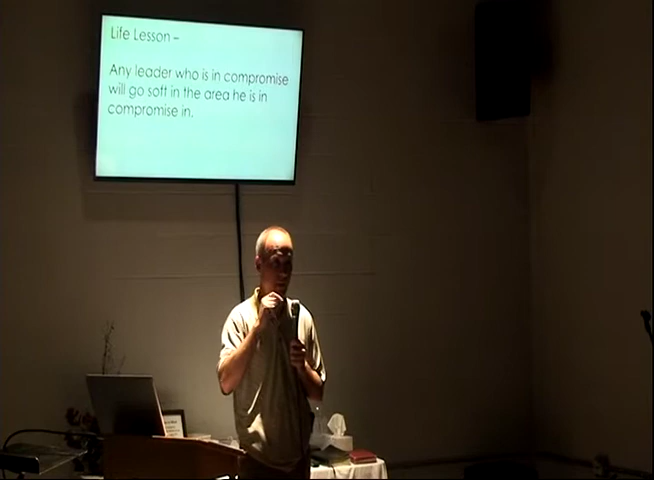 Life Lesson –
Any leader who is in compromise
will go soft in the area he is in
compromise in.